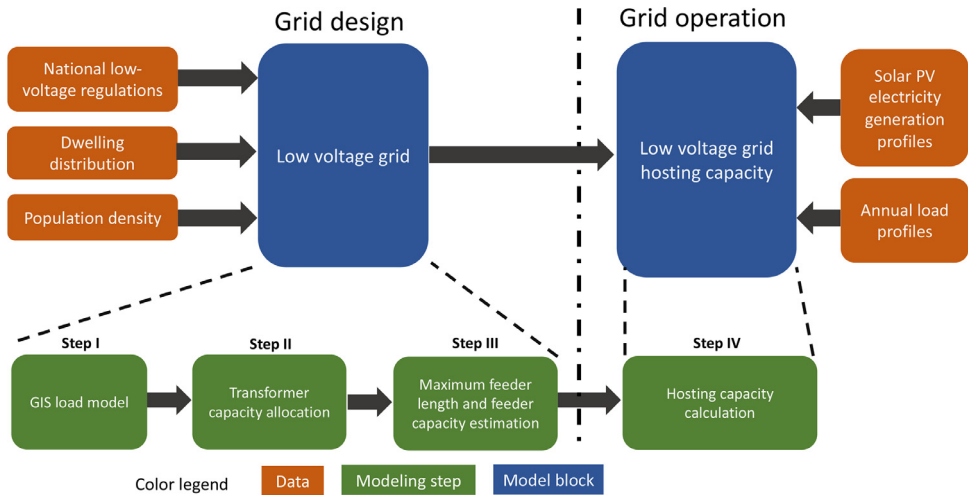 Grid design
Grid operation
National low-
voltage regulations
Dwelling
distribution
Population density
Low voltage grid
Low voltage grid
hosting capacity
Solar PV
electricity
generation
profiles
Annual load
profiles
Step I
GIS load model
Step II
Transformer
capacity allocation
Step III
Maximum feeder
length and feeder
capacity estimation
Step IV
Hosting capacity
calculation
Color legend
Data
Modeling step
Model block